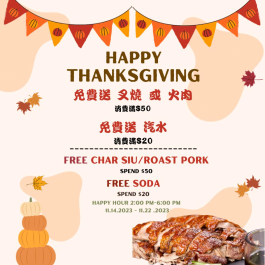 HAPPY
THANKSGIVING
免費送 叉燒 或 火肉
消費滿$50
免費送 汽水
消費滿$20
FREE CHAR SIU/ROAST PORK
SPEND $50
FREE SODA
SPEND $20
HAPPY HOUR 2:00 PM-6:00 PM
11.14.2023 - 11.22 .2023